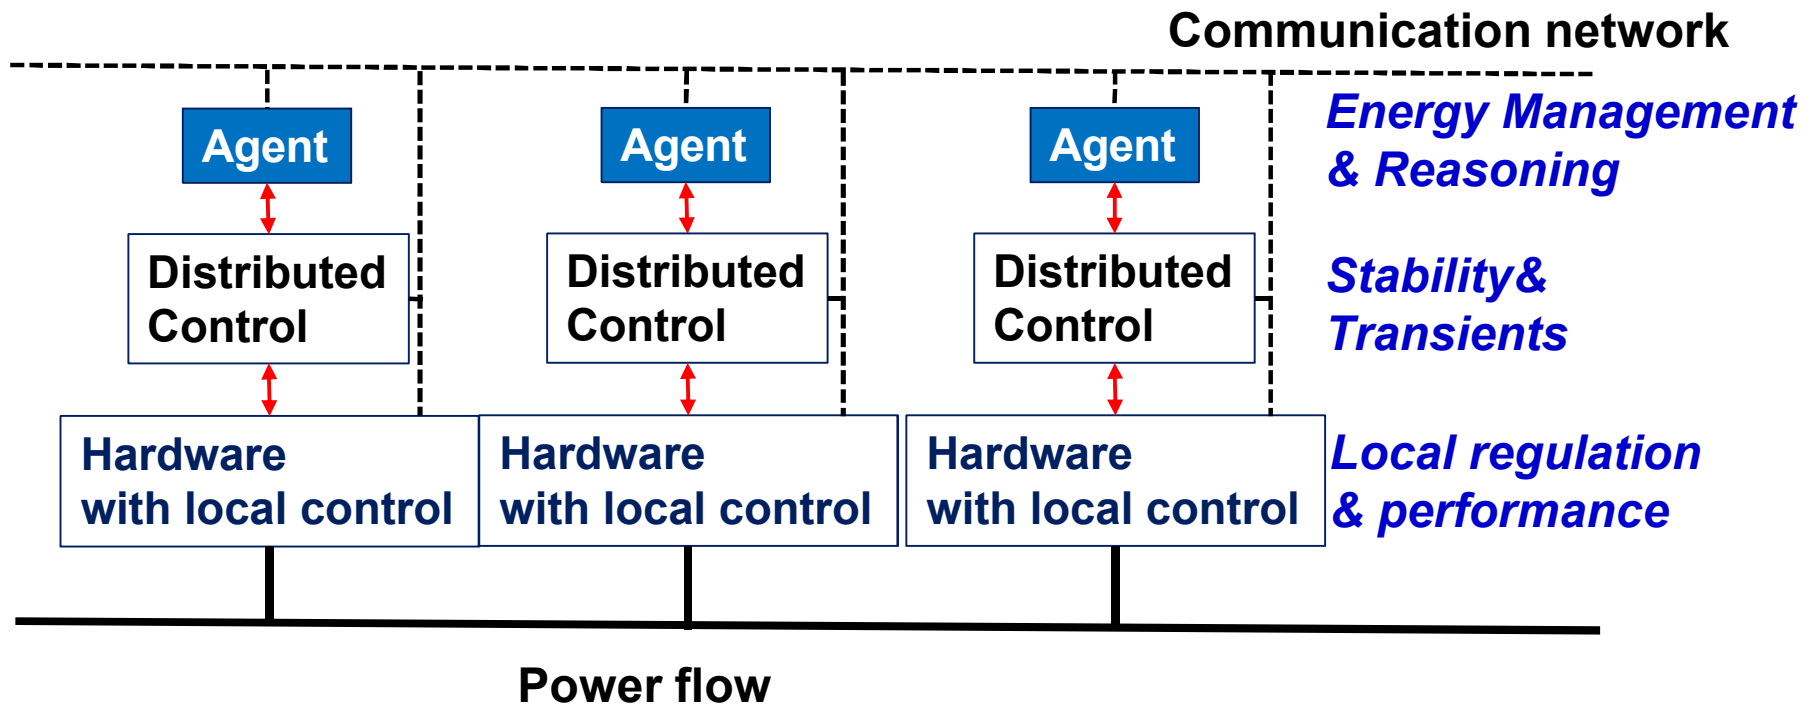 Communication network
Agent
Agent
Agent
Energy Management
& Reasoning
Distributed
Control
Distributed
Control
Distributed
Control
Stability&
Transients
Hardware
with local control
Hardware
with local control
Hardware
with local control
Local regulation
& performance
Power flow